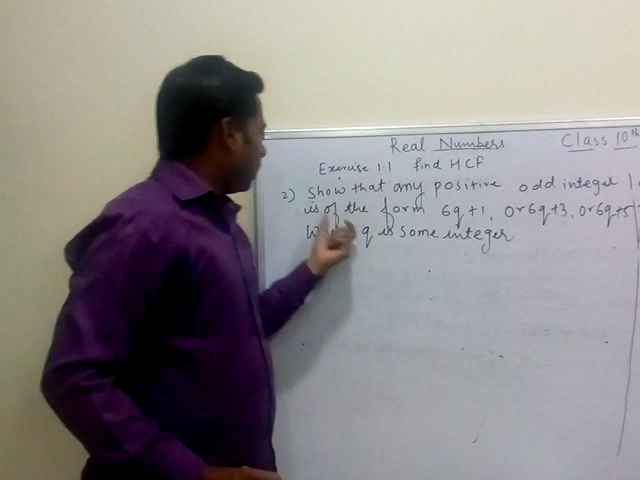 Real Numbers Class 10th
Exercise 1.1 find HCF
2) Show that any positive odd integer
is of the form 6q+1, or 6q+3, or 6q+5
q is some integer